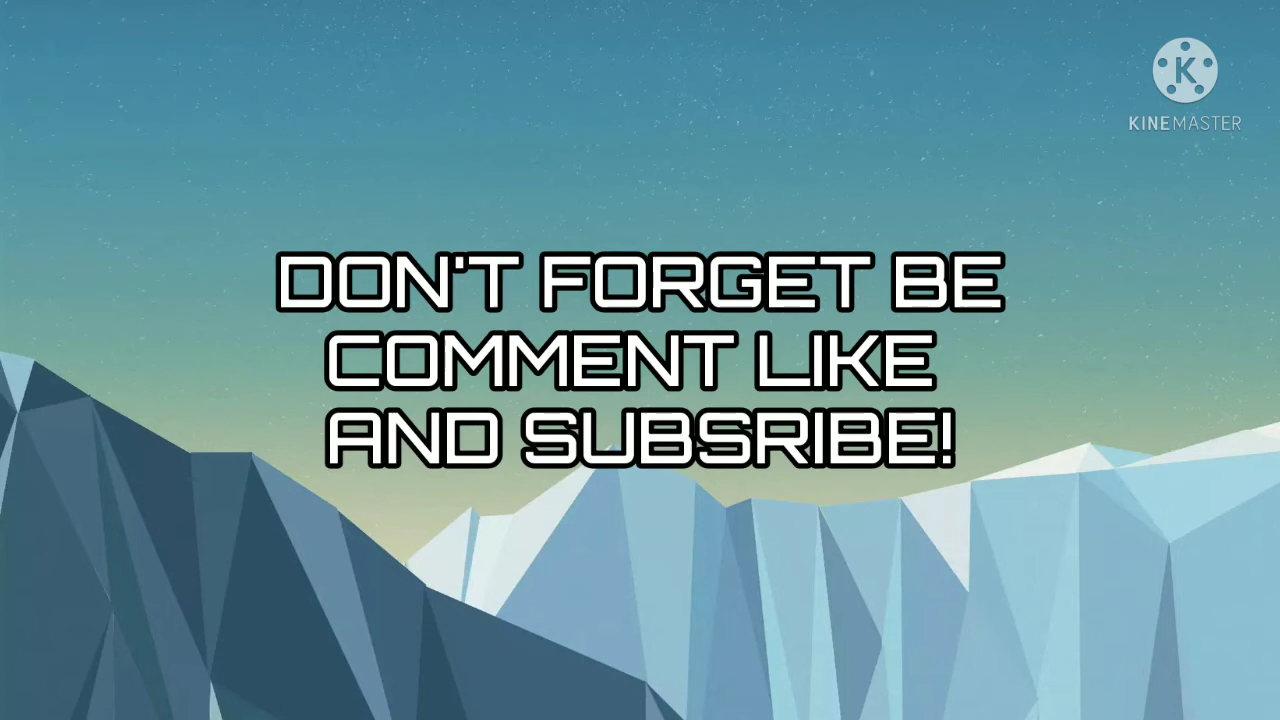 K
KINEMASTER
DON'T FORGET BE
COMMENT LIKE
AND SUBSRIBE!